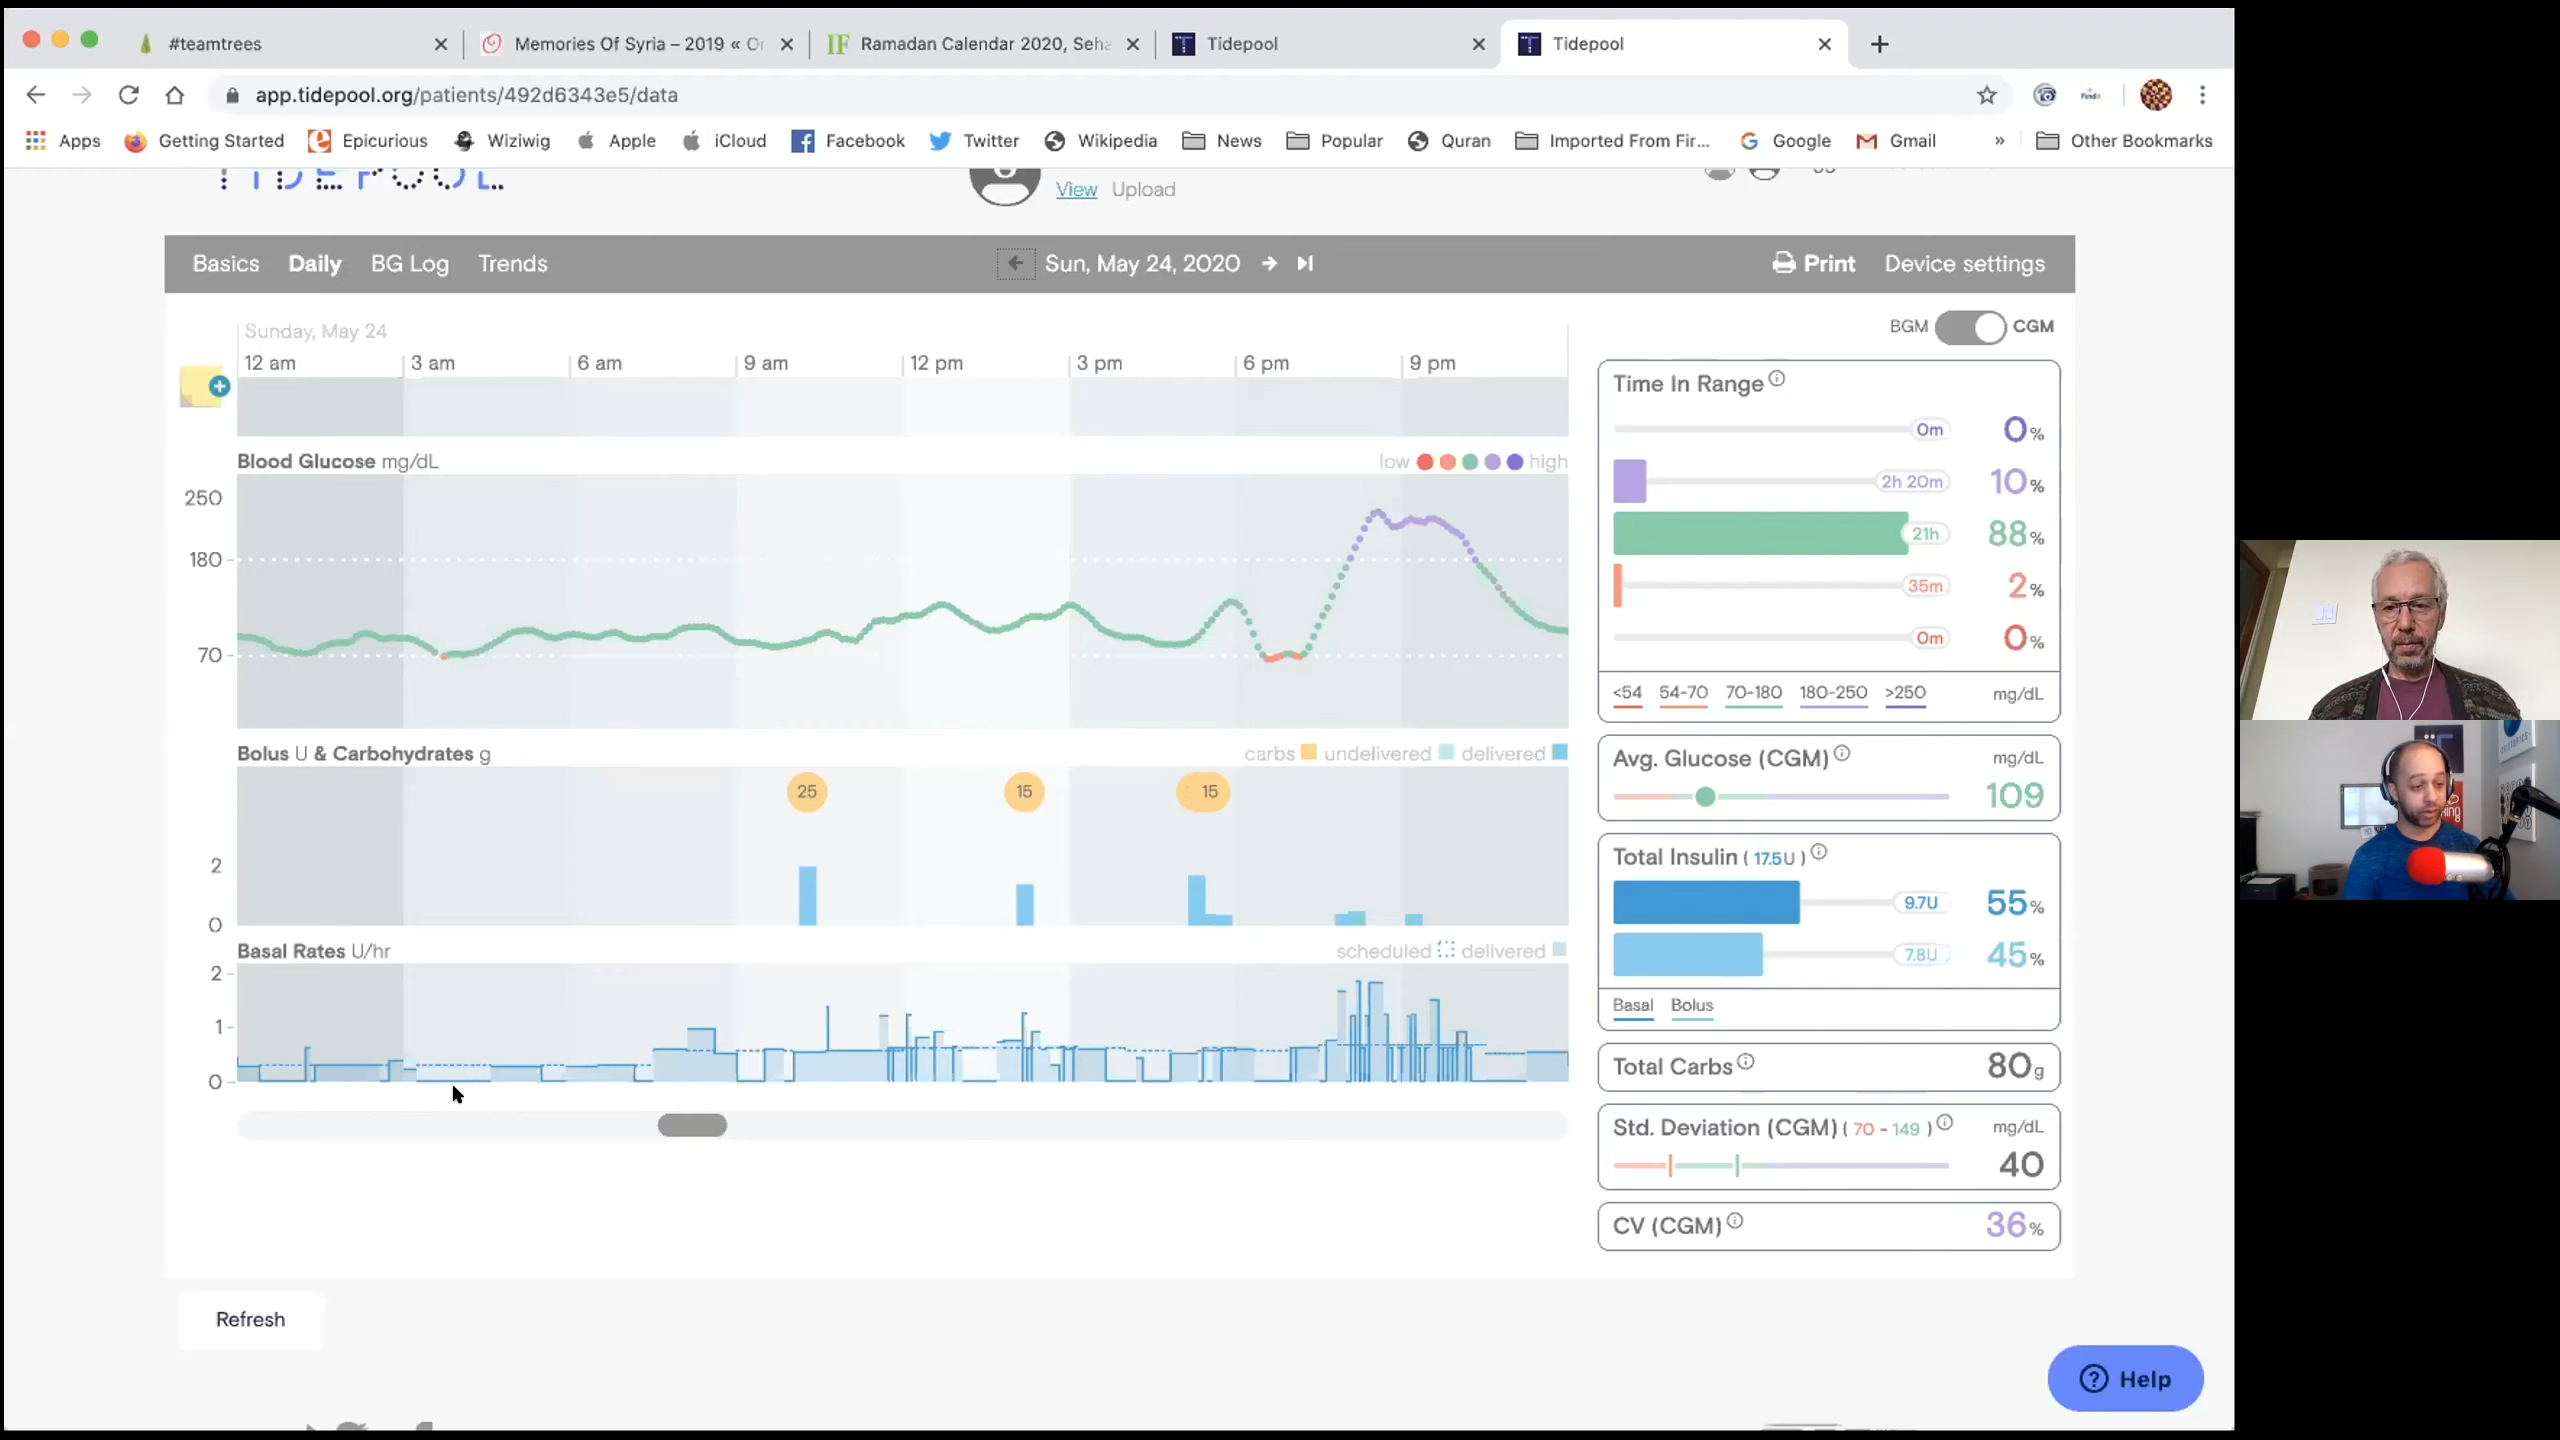 #teamtrees
Memories Of Syria – 2019 « Or
Ramadan Calendar 2020, Seha
Tidepool
Tidepool
app.tidepool.org/patients/492d6343e5/data
Apps Getting Started Epicurious Wiziwig Apple iCloud Facebook Twitter Wikipedia News Popular Quran Imported From Fir... Google Gmail » Other Bookmarks
TIDEPOOL
View Upload
Basics Daily BG Log Trends
Sun, May 24, 2020
Print Device settings
Sunday, May 24
12 am 3 am 6 am 9 am 12 pm 3 pm 6 pm 9 pm
Blood Glucose mg/dL
low high
250
180
70
Bolus U & Carbohydrates g
carbs undelivered delivered
25 15 15
2
0
Basal Rates U/hr
scheduled delivered
2
1
0
Refresh
BGM CGM
Time In Range
0m 0%
2h 20m 10%
21h 88%
35m 2%
0m 0%
<54 54-70 70-180 180-250 >250 mg/dL
Avg. Glucose (CGM) mg/dL
109
Total Insulin ( 17.5U )
9.7U 55%
7.8U 45%
Basal Bolus
Total Carbs 80g
Std. Deviation (CGM) ( 70 - 149 ) mg/dL
40
CV (CGM) 36%
Help